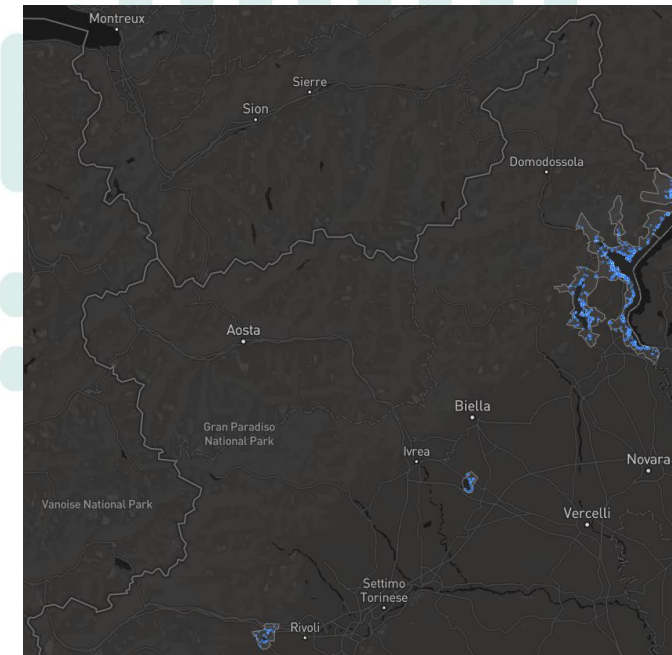 Montreux
Sierre
Sion
Domodossola
Aosta
Biella
Gran Paradiso
National Park
Ivrea
Novara
Vanoise National Park
Vercelli
Settimo
Torinese
Rivoli